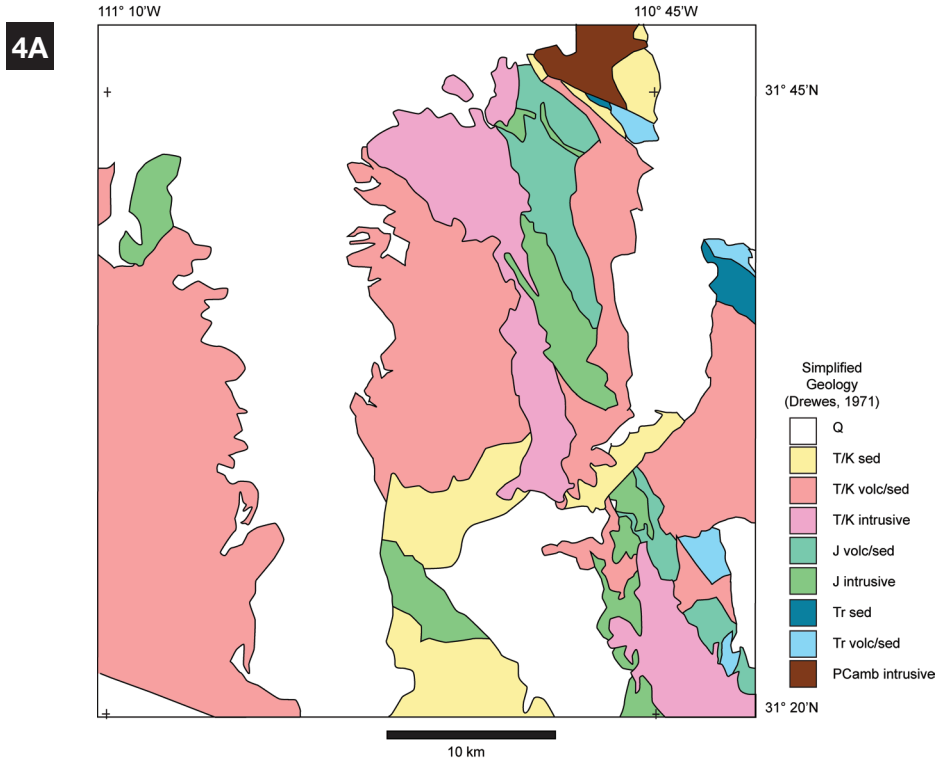 4A
111° 10'W
110° 45'W
31° 45'N
Simplified
Geology
(Drewes, 1971)
Q
T/K sed
T/K volc/sed
T/K intrusive
J volc/sed
J intrusive
Tr sed
Tr volc/sed
PCamb intrusive
31° 20'N
10 km